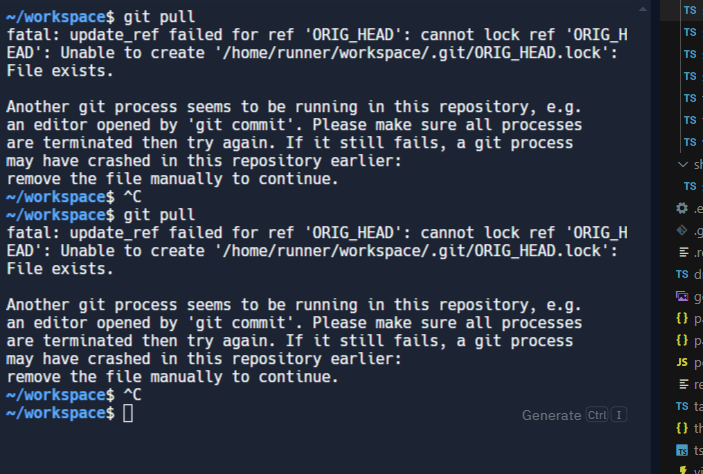 ~/workspace$ git pull
fatal: update_ref failed for ref 'ORIG_HEAD': cannot lock ref 'ORIG_H
EAD': Unable to create '/home/runner/workspace/.git/ORIG_HEAD.lock':
File exists.
Another git process seems to be running in this repository, e.g.
an editor opened by 'git commit'. Please make sure all processes
are terminated then try again. If it still fails, a git process
may have crashed in this repository earlier:
remove the file manually to continue.
~/workspace$ ^C
~/workspace$ git pull
fatal: update_ref failed for ref 'ORIG_HEAD': cannot lock ref 'ORIG_H
EAD': Unable to create '/home/runner/workspace/.git/ORIG_HEAD.lock':
File exists.
Another git process seems to be running in this repository, e.g.
an editor opened by 'git commit'. Please make sure all processes
are terminated then try again. If it still fails, a git process
may have crashed in this repository earlier:
remove the file manually to continue.
~/workspace$ ^C
~/workspace$
Generate Ctrl I
TS
TS
TS
TS
TS
TS
TS
sh
TS
.e
.g
.r
TS
ge
{} pa
{} pa
JS po
re
TS ta
{} th
TS ts
vi